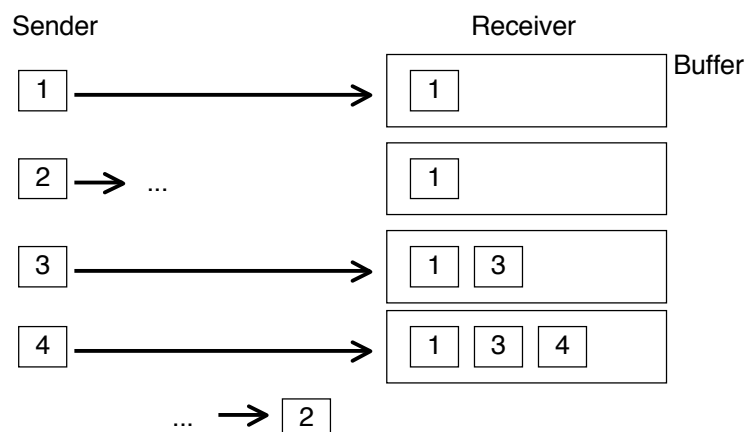 Sender Receiver
Buffer
1 1
2 ... 1
3 1 3
4 1 3 4
... 2